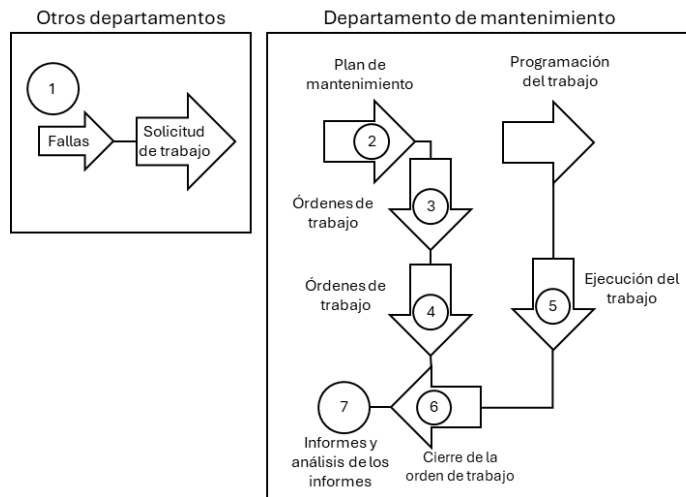 Otros departamentos
1
Fallas
Solicitud
de trabajo
Departamento de mantenimiento
Plan de
mantenimiento
2
Programación
del trabajo
Órdenes de
trabajo
3
Órdenes de
trabajo
4
Ejecución del
trabajo
5
6
Cierre de la
orden de trabajo
7
Informes y
análisis de los
informes